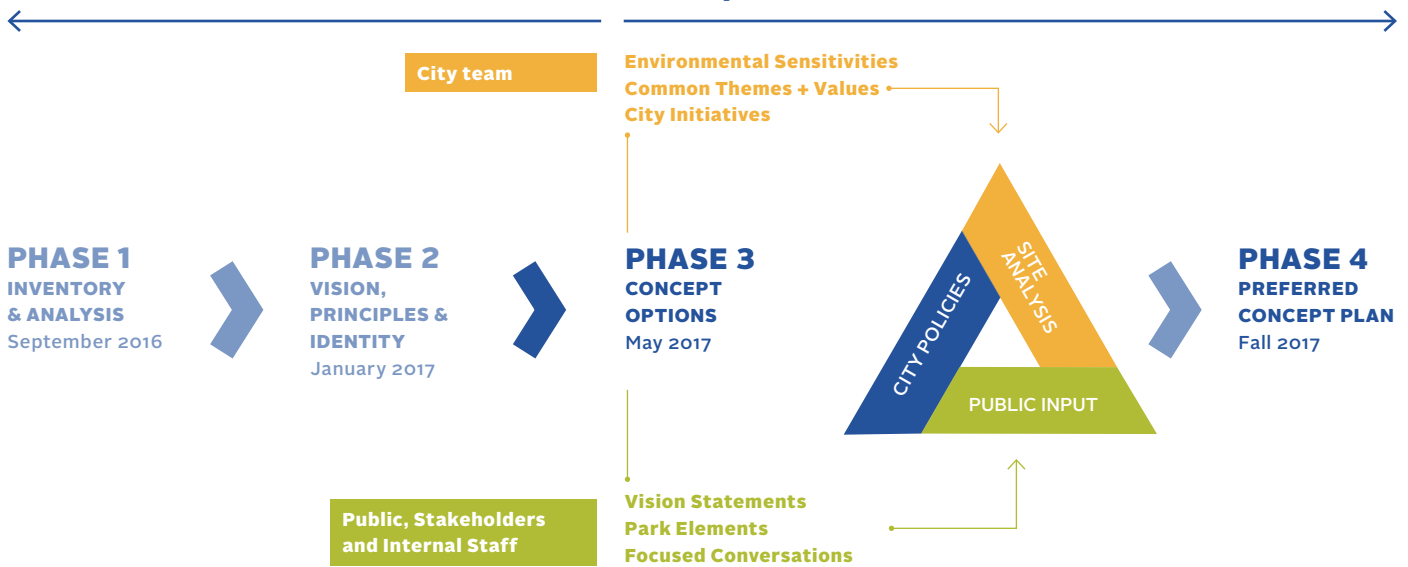 City team
Environmental Sensitivities
Common Themes + Values
City Initiatives
PHASE 1
INVENTORY
& ANALYSIS
September 2016
PHASE 2
VISION,
PRINCIPLES &
IDENTITY
January 2017
PHASE 3
CONCEPT
OPTIONS
May 2017
CITY POLICIES
SITE
ANALYSIS
PUBLIC INPUT
PHASE 4
PREFERRED
CONCEPT PLAN
Fall 2017
Public, Stakeholders
and Internal Staff
Vision Statements
Park Elements
Focused Conversations